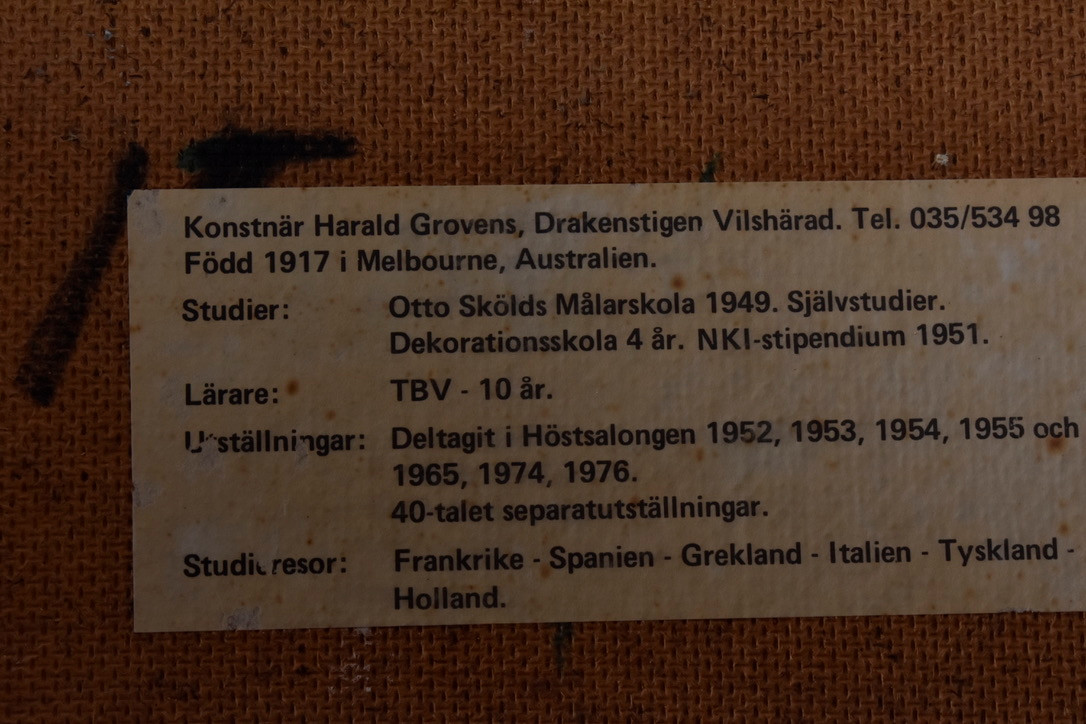 Konstnär Harald Grovens, Drakenstigen Vilshärad. Tel. 035/534 98
Född 1917 i Melbourne, Australien.
Studier: Otto Skölds Målarskola 1949. Självstudier.
Dekorationsskola 4 år. NKI-stipendium 1951.
Lärare: TBV - 10 år.
Utställningar: Deltagit i Höstsalongen 1952, 1953, 1954, 1955 och
1965, 1974, 1976.
40-talet separatutställningar.
Studieresor: Frankrike - Spanien - Grekland - Italien - Tyskland -
Holland.